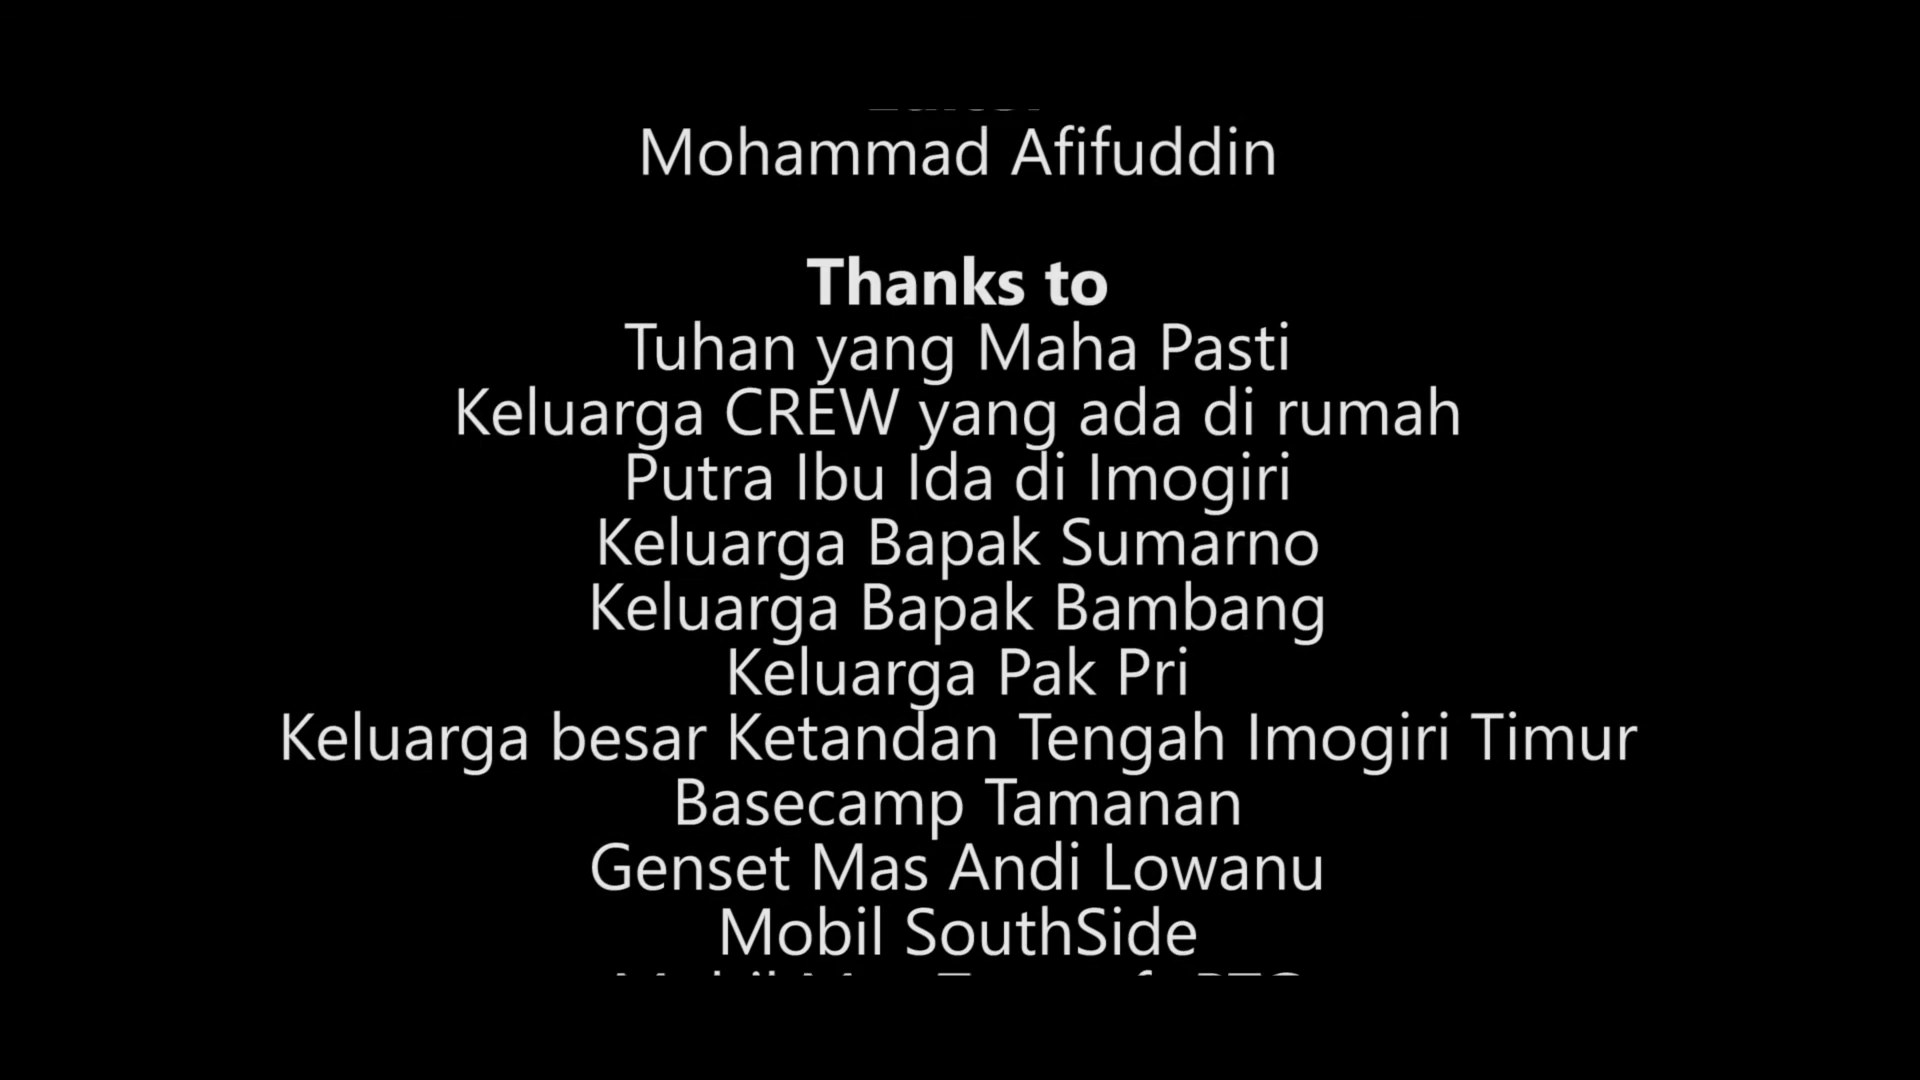 Mohammad Afifuddin
Thanks to
Tuhan yang Maha Pasti
Keluarga CREW yang ada di rumah
Putra Ibu Ida di Imogiri
Keluarga Bapak Sumarno
Keluarga Bapak Bambang
Keluarga Pak Pri
Keluarga besar Ketandan Tengah Imogiri Timur
Basecamp Tamanan
Genset Mas Andi Lowanu
Mobil SouthSide